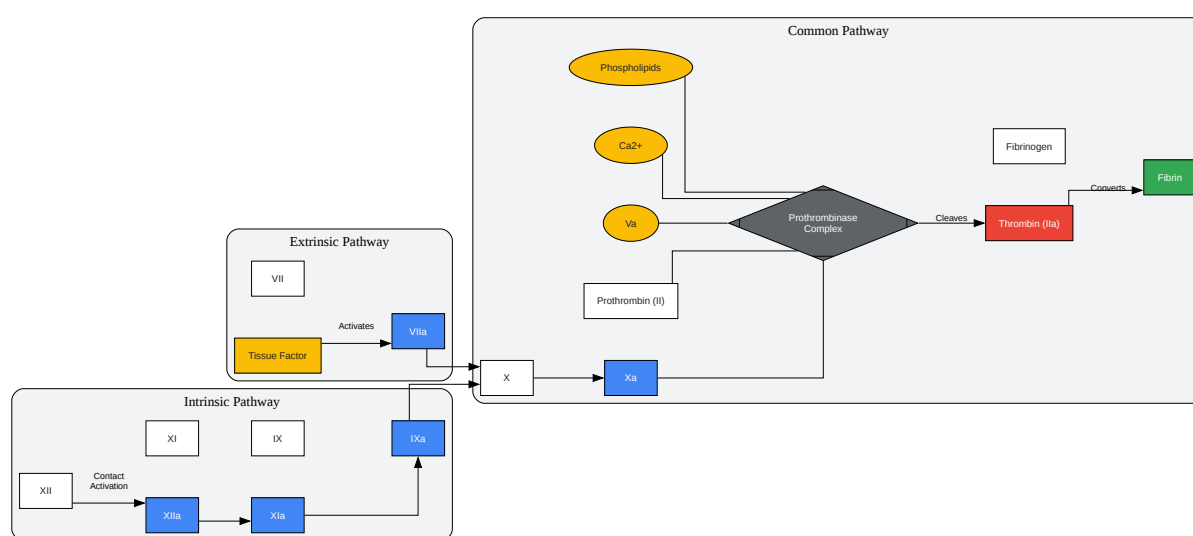 Common Pathway
Phospholipids
Ca2+
Fibrinogen
Fibrin
Converts
Va
Prothrombinase
Complex
Cleaves
Thrombin (IIa)
Prothrombin (II)
X
Xa
Extrinsic Pathway
VII
Activates
VIIa
Tissue Factor
Intrinsic Pathway
XI
IX
IXa
XII
Contact
Activation
XIIa
XIa